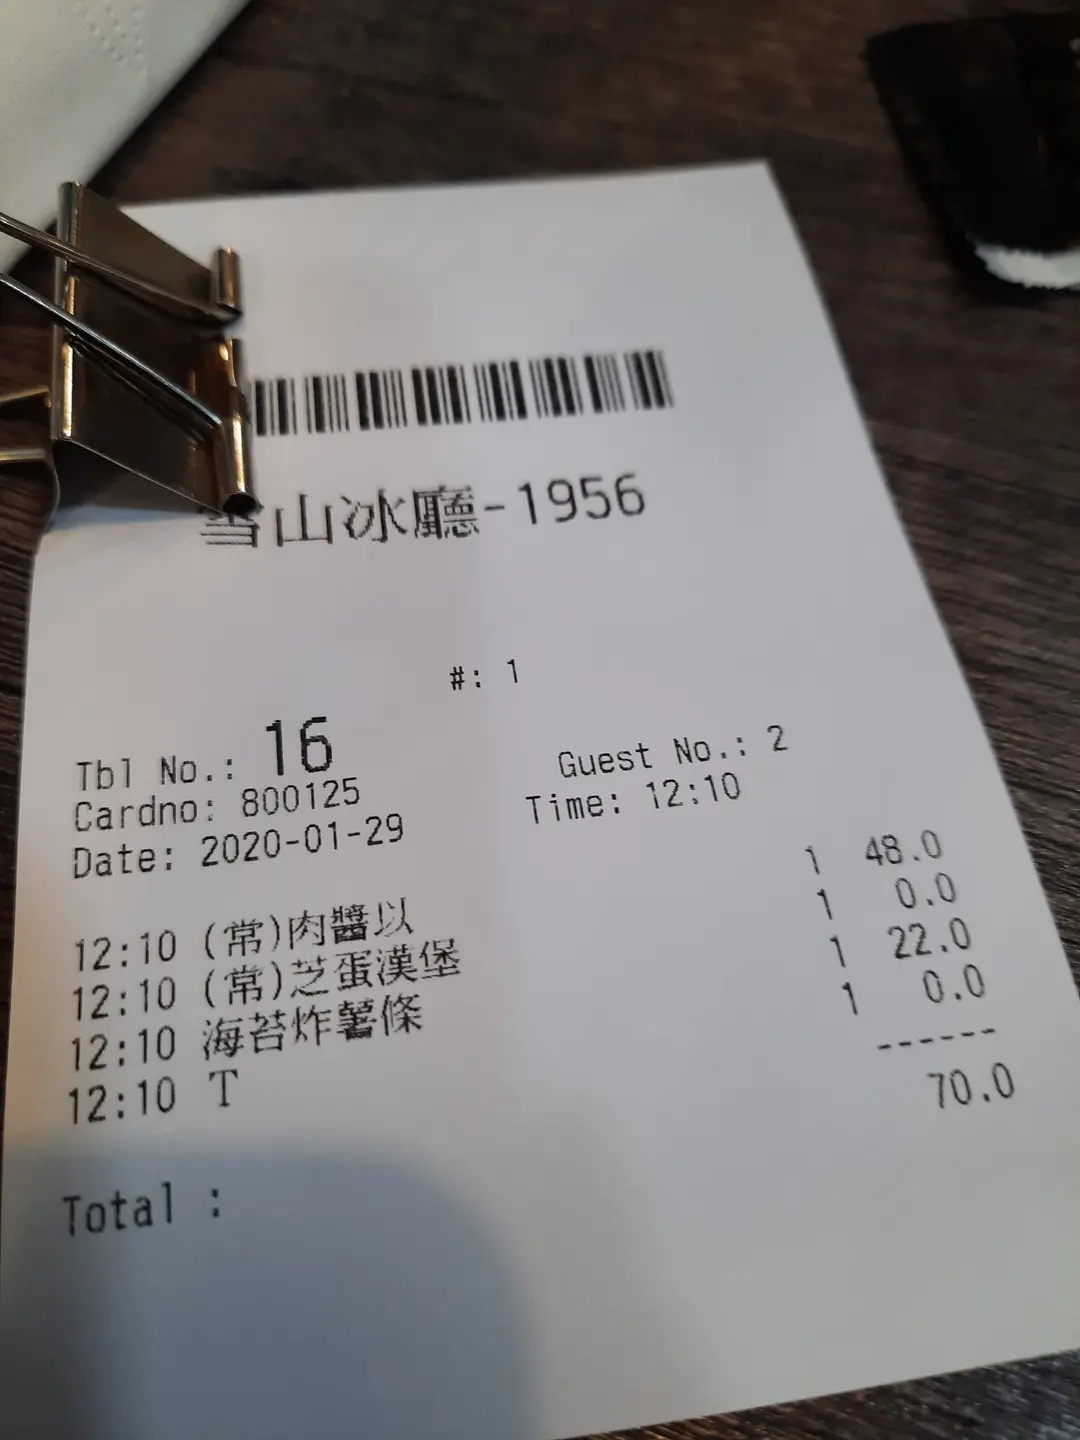 雪山冰廳-1956
#: 1
Tbl No.: 16
Guest No.: 2
Cardno: 800125
Time: 12:10
Date: 2020-01-29
12:10 (常)肉醬以 1 48.0
12:10 (常)芝蛋漢堡 1 0.0
12:10 海苔炸薯條 1 22.0
12:10 T 1 0.0
------
Total : 70.0